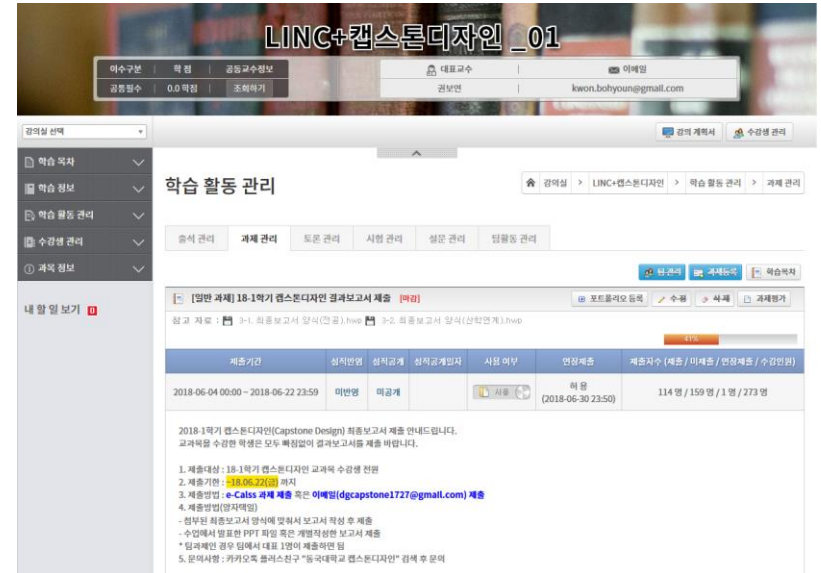 LINC+캡스톤디자인 _01
이수구분 학 점 공동교수정보
공통필수 0.0 학점 조회하기
대표교수 이메일
권보연 kwon.bohyoun@gmail.com
강의실 선택
강의 계획서 수강생 관리
학습 목차
학습 정보
학습 활동 관리
수강생 관리
과목 정보
내 할 일 보기 0
학습 활동 관리
강의실 > LINC+캡스톤디자인 > 학습 활동 관리 > 과제 관리
출석 관리 과제 관리 토론 관리 시험 관리 설문 관리 팀활동 관리
팀 관리 과제등록 학습목차
[일반 과제] 18-1학기 캡스톤디자인 결과보고서 제출 [마감]
포트폴리오 등록 수 정 삭 제 과제평가
참고 자료 : 3-1. 최종보고서 양식(전공).hwp 3-2. 최종보고서 양식(산학연계).hwp
41%
제출기간 성적반영 성적공개 성적공개일자 사용 여부 연장제출 제출자수 (제출 / 미제출 / 연장제출 / 수강인원)
2018-06-04 00:00 ~ 2018-06-22 23:59 미반영 미공개 사용 허 용 (2018-06-30 23:50) 114 명 / 159 명 / 1 명 / 273 명
2018-1학기 캡스톤디자인(Capstone Design) 최종보고서 제출 안내드립니다.
교과목을 수강한 학생은 모두 빠짐없이 결과보고서를 제출 바랍니다.
1. 제출대상 : 18-1학기 캡스톤디자인 교과목 수강생 전원
2. 제출기한 : ~18.06.22(금) 까지
3. 제출방법 : e-Calss 과제 제출 혹은 이메일(dgcapstone1727@gmail.com) 제출
4. 제출방법(양자택일)
- 첨부된 최종보고서 양식에 맞춰서 보고서 작성 후 제출
- 수업에서 발표한 PPT 파일 혹은 개별작성한 보고서 제출
* 팀과제인 경우 팀에서 대표 1명이 제출하면 됨
5. 문의사항 : 카카오톡 플러스친구 "동국대학교 캡스톤디자인" 검색 후 문의